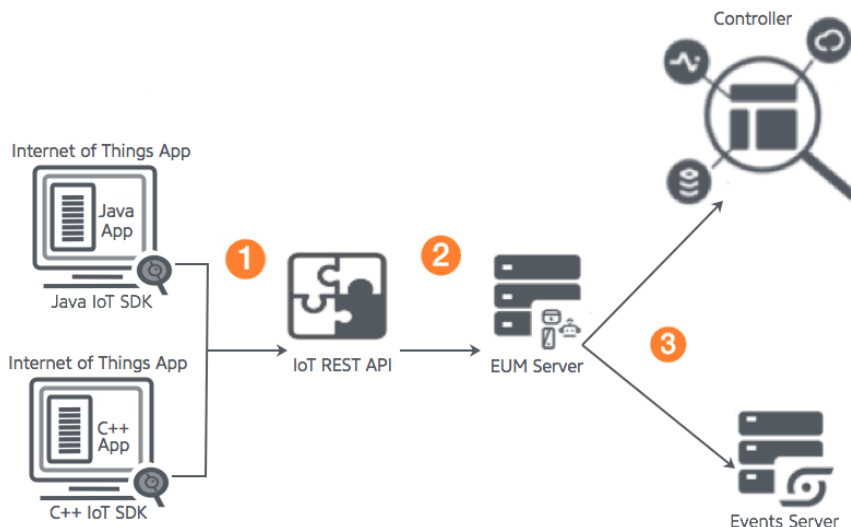 Controller
Internet of Things App
Java
App
Java IoT SDK
1
2
IoT REST API
EUM Server
3
Internet of Things App
C++
App
C++ IoT SDK
Events Server